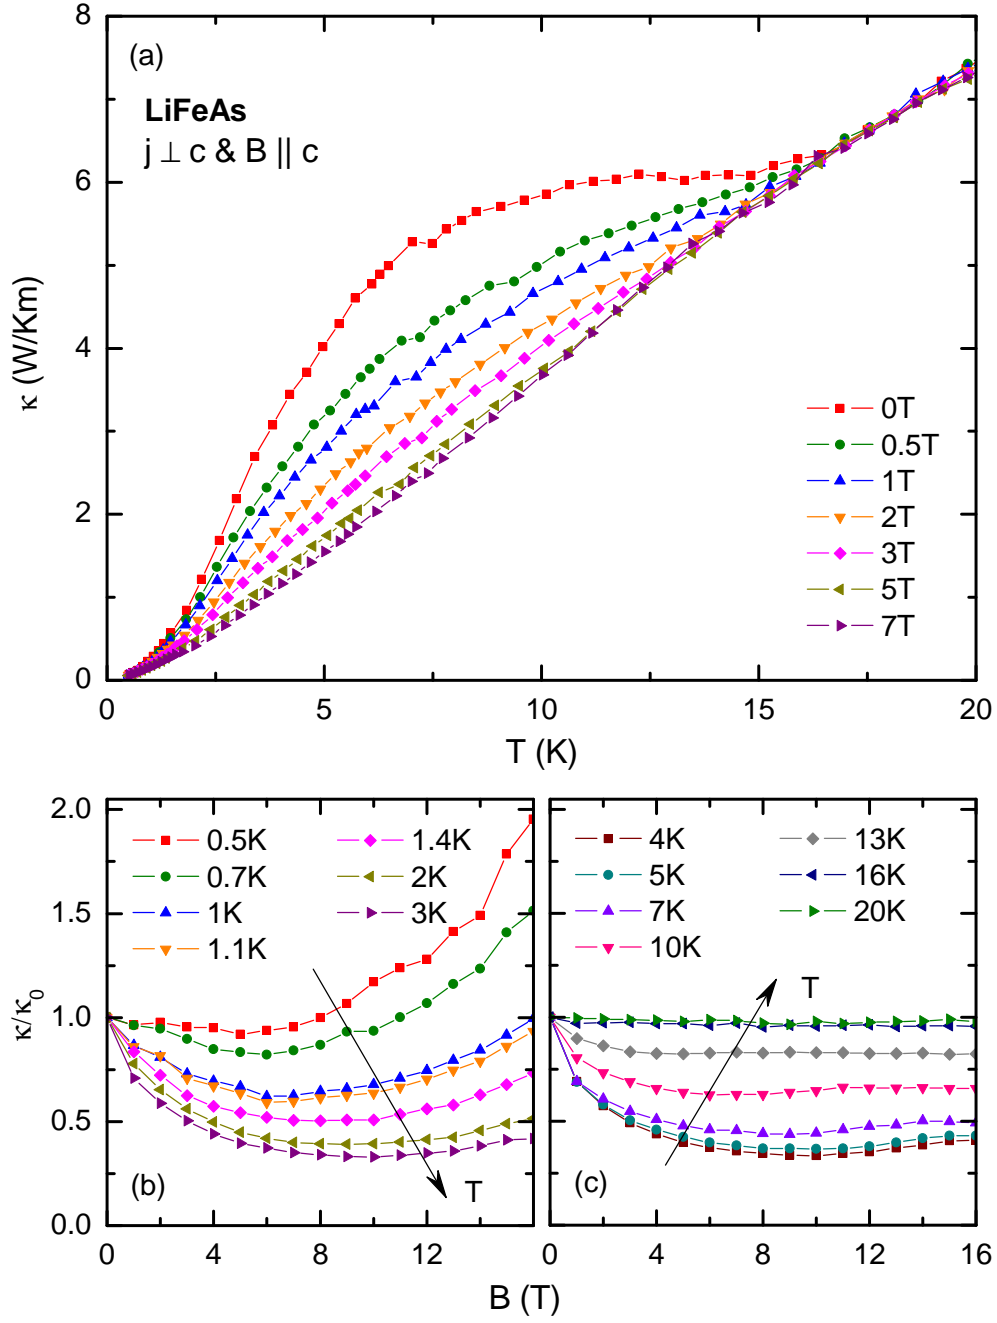 8
(a)
LiFeAs
j ⊥ c & B || c
6
κ (W/Km)
4
0T
0.5T
1T
2T
3T
5T
7T
2
0
0 5 10 15 20
T (K)
2.0
0.5K 1.4K
0.7K 2K
1K 3K
1.1K
4K 13K
5K 16K
7K 20K
10K
1.5
T
T
κ/κ₀
1.0
0.5
(b)
(c)
0.0
0 4 8 12 0 4 8 12 16
B (T)